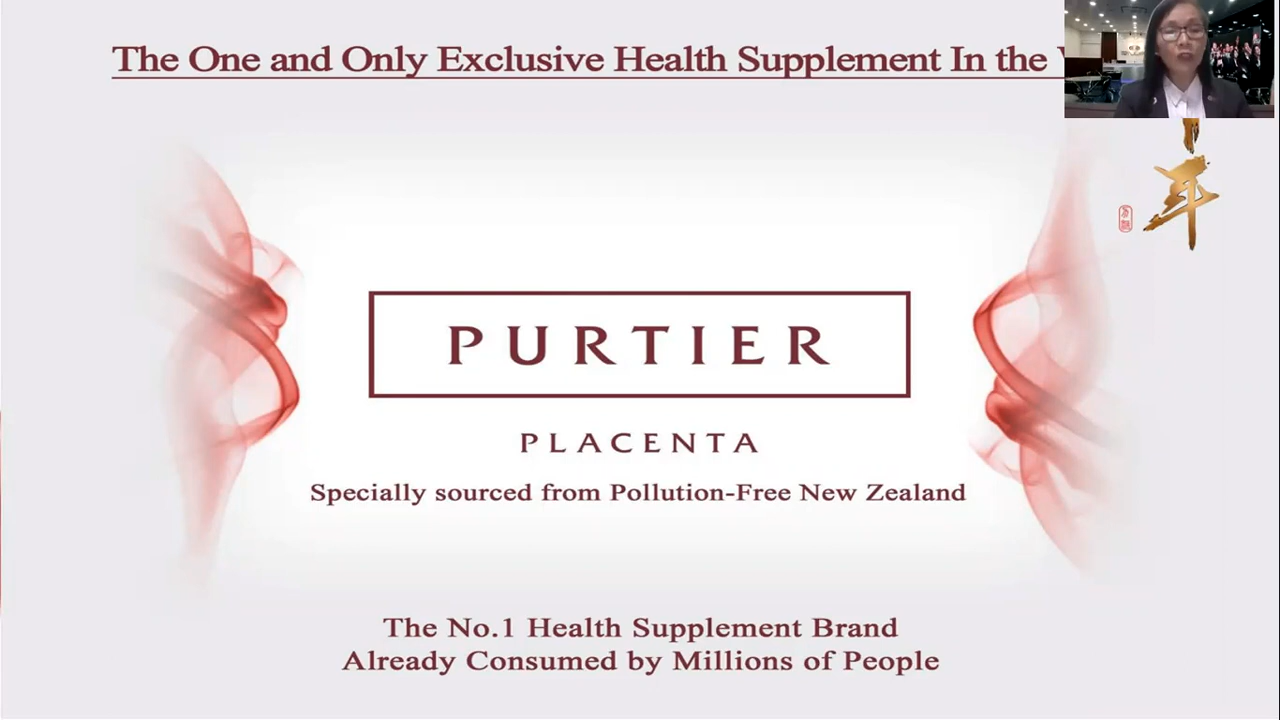 The One and Only Exclusive Health Supplement In the
年
PURTIER
PLACENTA
Specially sourced from Pollution-Free New Zealand
The No.1 Health Supplement Brand
Already Consumed by Millions of People